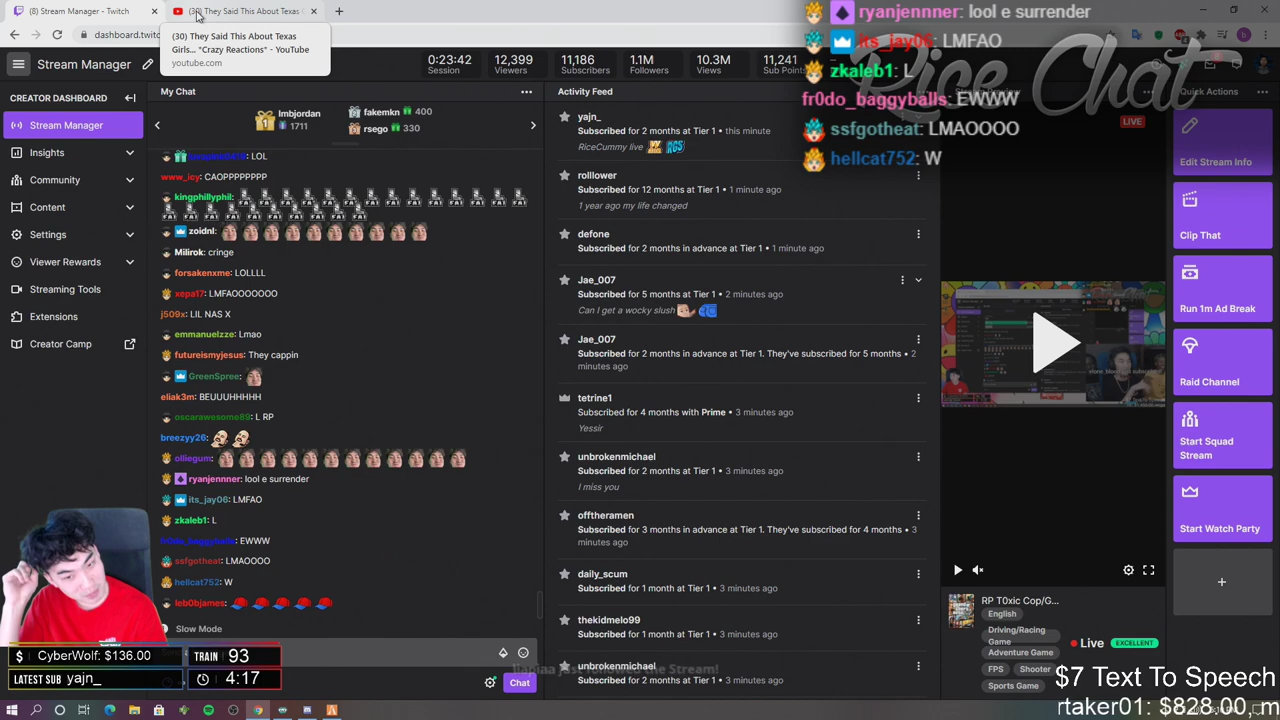 (8) Stream Manager - Twitch
(30) They Said This About Texas
dashboard.twitc
(30) They Said This About Texas
Girls... *Crazy Reactions* - YouTube
youtube.com
Stream Manager
0:23:42
Session
12,399
Viewers
11,186
Subscribers
1.1M
Followers
10.3M
Views
11,241
Sub Points
Rice Chat
ryanjennner: lool e surrender
its_jay06: LMFAO
zkaleb1: L
fr0do_baggyballs: EWWW
ssfgotheat: LMAOOOO
hellcat752: W
CREATOR DASHBOARD
Stream Manager
Insights
Community
Content
Settings
Viewer Rewards
Streaming Tools
Extensions
Creator Camp
My Chat
1
lmbjordan
1711
fakemkn 400
rsego 330
LOL
www_icy: CAOPPPPPPPP
kingphillyphil:
zoidnl:
Milirok: cringe
forsakenxme: LOLLLL
xepa17: LMFAOOOOOOO
j509x: LIL NAS X
emmanuelzze: Lmao
futureismyjesus: They cappin
GreenSpree:
eliak3m: BEUUUHHHHH
oscarawesome89: L RP
breezyy26:
olliegum:
ryanjennner: lool e surrender
its_jay06: LMFAO
zkaleb1: L
fr0do_baggyballs: EWWW
ssfgotheat: LMAOOOO
hellcat752: W
leb0bjames:
Slow Mode
Chat
Activity Feed
yajn_
Subscribed for 2 months at Tier 1 • this minute
RiceCummy live
rolllower
Subscribed for 12 months at Tier 1 • 1 minute ago
1 year ago my life changed
defone
Subscribed for 2 months in advance at Tier 1 • 1 minute ago
Jae_007
Subscribed for 5 months at Tier 1 • 2 minutes ago
Can I get a wocky slush
Jae_007
Subscribed for 2 months in advance at Tier 1. They've subscribed for 5 months • 2
minutes ago
tetrine1
Subscribed for 4 months with Prime • 3 minutes ago
Yessir
unbrokenmichael
Subscribed for 2 months at Tier 1 • 3 minutes ago
I miss you
offtheramen
Subscribed for 3 months in advance at Tier 1. They've subscribed for 4 months • 3
minutes ago
daily_scum
Subscribed for 1 month at Tier 1 • 3 minutes ago
thekidmelo99
Subscribed for 1 month at Tier 1 • 3 minutes ago
unbrokenmichael
Subscribed for 2 months at Tier 1 • 3 minutes ago
LIVE
RP T0xic Cop/G...
English
Driving/Racing
Game
Adventure Game
FPS
Shooter
Sports Game
Live
EXCELLENT
Quick Actions
Edit Stream Info
Clip That
Run 1m Ad Break
Raid Channel
Start Squad
Stream
Start Watch Party
$ CyberWolf: $136.00
TRAIN 93
LATEST SUB yajn_
4:17
just followed the Stream!
$7 Text To Speech
rtaker01: $828.00, m